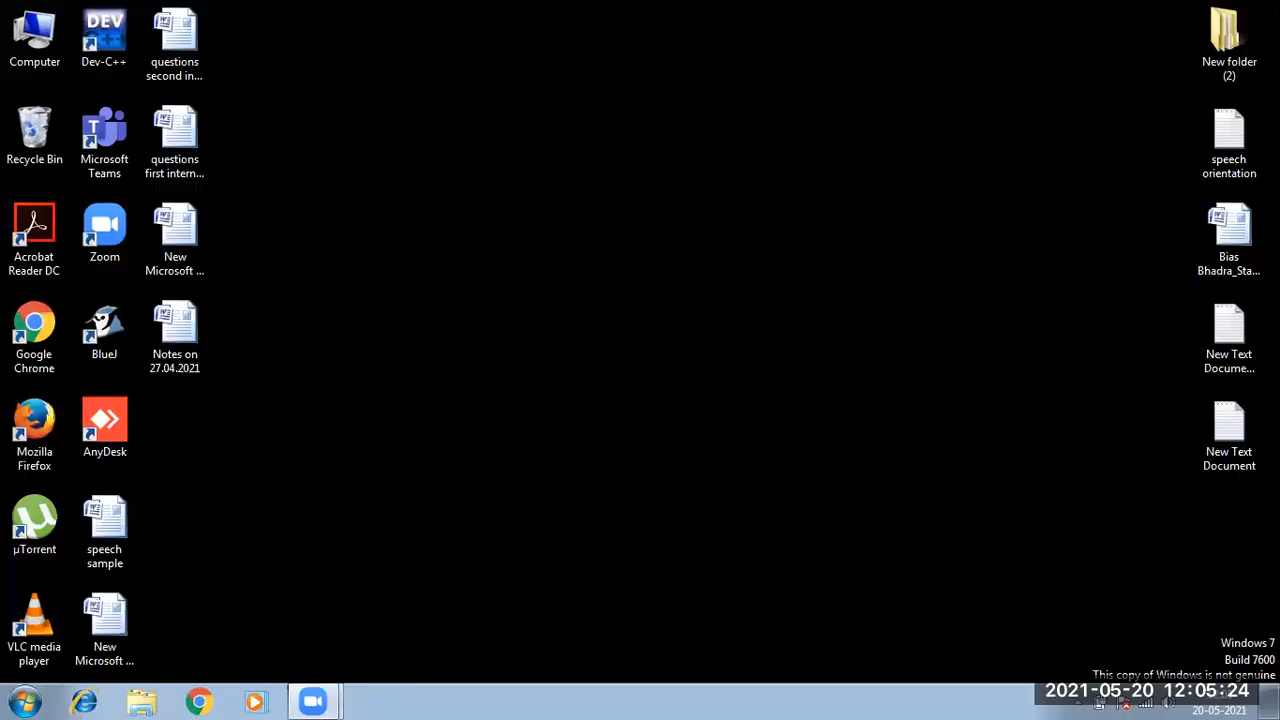 Computer
DEV
Dev-C++
questions
second in...
Recycle Bin
Microsoft
Teams
questions
first intern...
Acrobat
Reader DC
Zoom
New
Microsoft ...
Google
Chrome
BlueJ
Notes on
27.04.2021
Mozilla
Firefox
AnyDesk
µTorrent
speech
sample
VLC media
player
New
Microsoft ...
New folder
(2)
speech
orientation
Bias
Bhadra_Sta...
New Text
Docume...
New Text
Document
Windows 7
Build 7600
This copy of Windows is not genuine
2021-05-20 12:05:24
20-05-2021